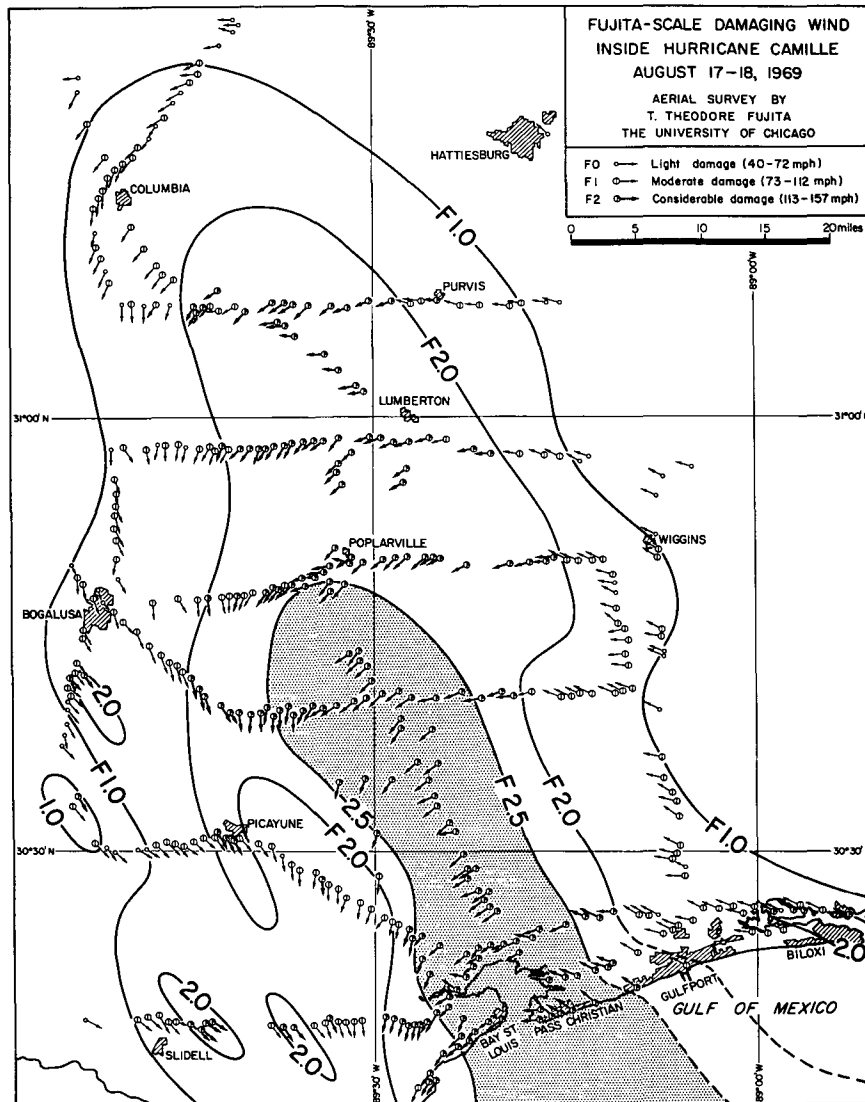 89°30'W
FUJITA-SCALE DAMAGING WIND
INSIDE HURRICANE CAMILLE
AUGUST 17-18, 1969
AERIAL SURVEY BY
T. THEODORE FUJITA
THE UNIVERSITY OF CHICAGO
F0 Light damage (40-72 mph)
F1 Moderate damage (73-112 mph)
F2 Considerable damage (113-157 mph)
0 5 10 15 20 miles
HATTIESBURG
COLUMBIA
F1.0
89°00'W
PURVIS
F2.0
LUMBERTON
31°00'N
31°00'N
WIGGINS
POPLARVILLE
BOGALUSA
2.0
F1.0
1.0
PICAYUNE
F2.0
2.5
F2.5
F2.0
F1.0
30°30'N
30°30'
2.0
BILOXI
GULFPORT
GULF OF MEXICO
PASS CHRISTIAN
BAY ST.
LOUIS
2.0
2.0
SLIDELL
89°30'W
89°00'W